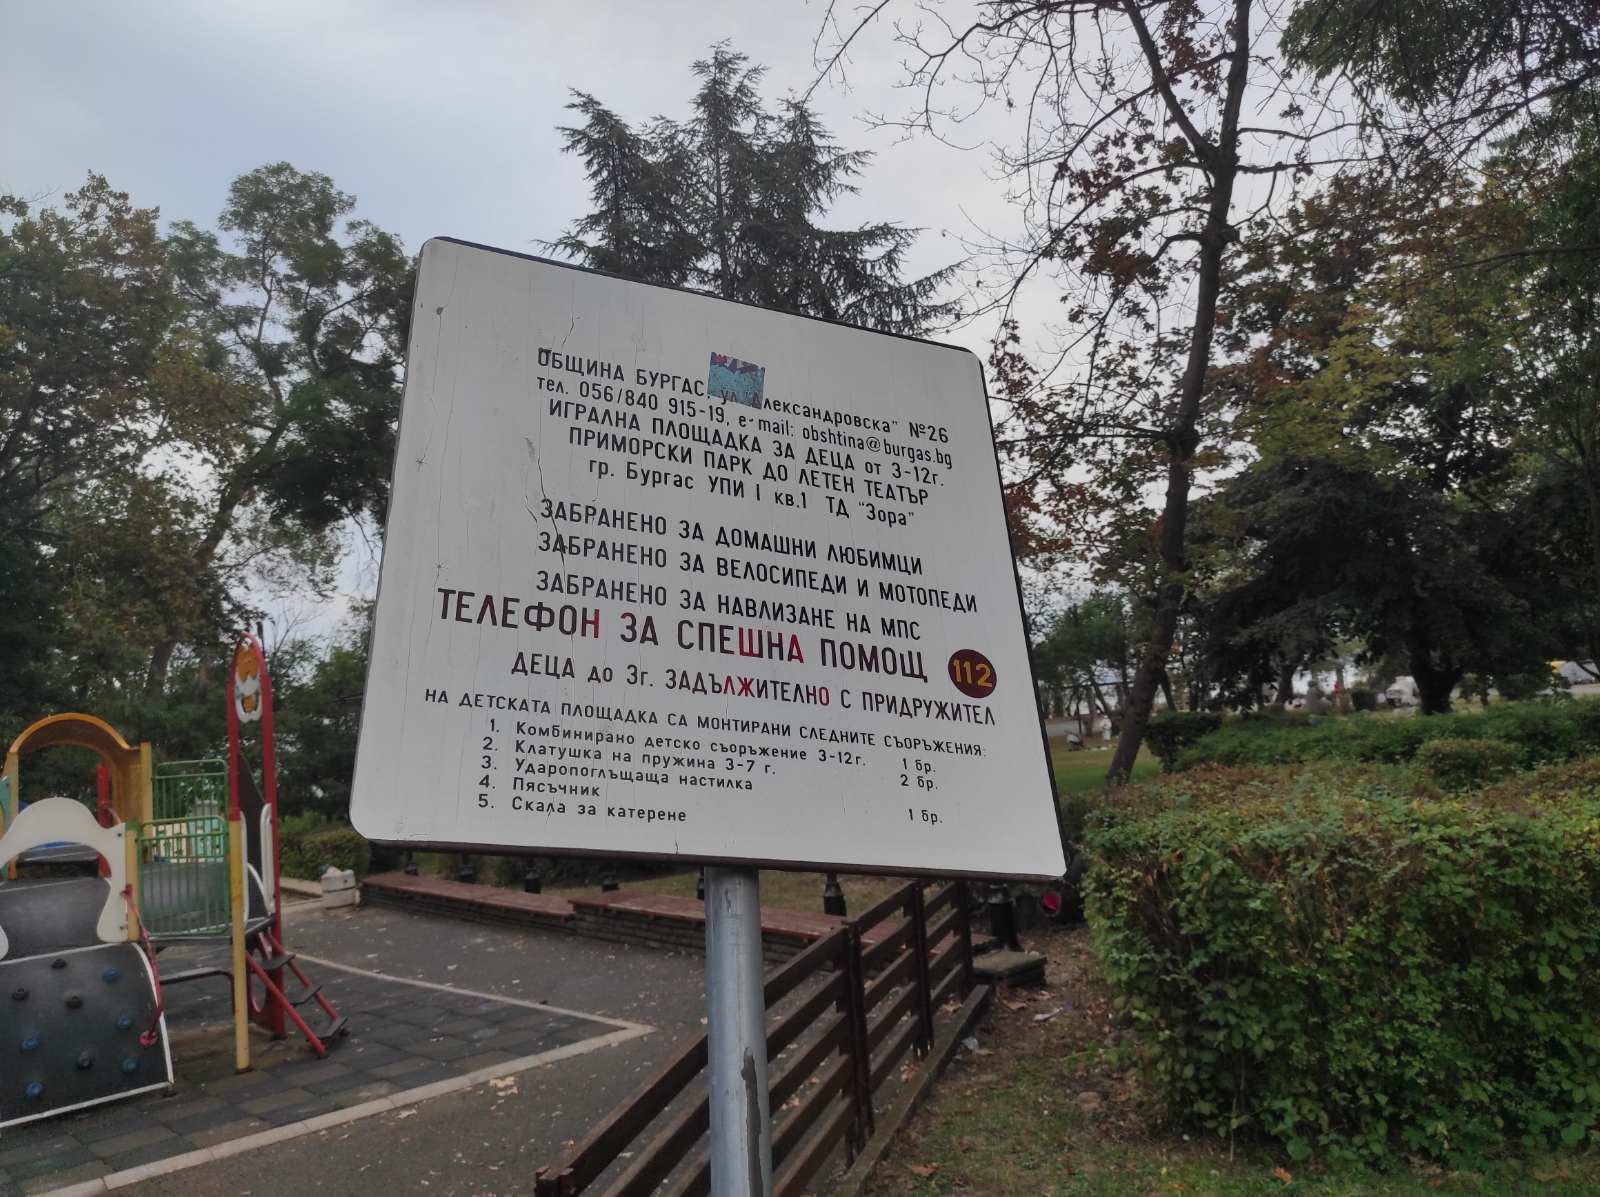 ОБЩИНА БУРГАС ул "Александровска" №26
тел. 056/840 915-19, e-mail: obshtina@burgas.bg
ИГРАЛНА ПЛОЩАДКА ЗА ДЕЦА от 3-12г.
ПРИМОРСКИ ПАРК ДО ЛЕТЕН ТЕАТЪР
гр. Бургас УПИ I кв.1 ТД "Зора"
ЗАБРАНЕНО ЗА ДОМАШНИ ЛЮБИМЦИ
ЗАБРАНЕНО ЗА ВЕЛОСИПЕДИ И МОТОПЕДИ
ЗАБРАНЕНО ЗА НАВЛИЗАНЕ НА МПС
ТЕЛЕФОН ЗА СПЕШНА ПОМОЩ 112
ДЕЦА до 3г. ЗАДЪЛЖИТЕЛНО С ПРИДРУЖИТЕЛ
НА ДЕТСКАТА ПЛОЩАДКА СА МОНТИРАНИ СЛЕДНИТЕ СЪОРЪЖЕНИЯ:
1. Комбинирано детско съоръжение 3-12г. 1 бр.
2. Клатушка на пружина 3-7 г. 2 бр.
3. Ударопоглъщаща настилка
4. Пясъчник
5. Скала за катерене 1 бр.